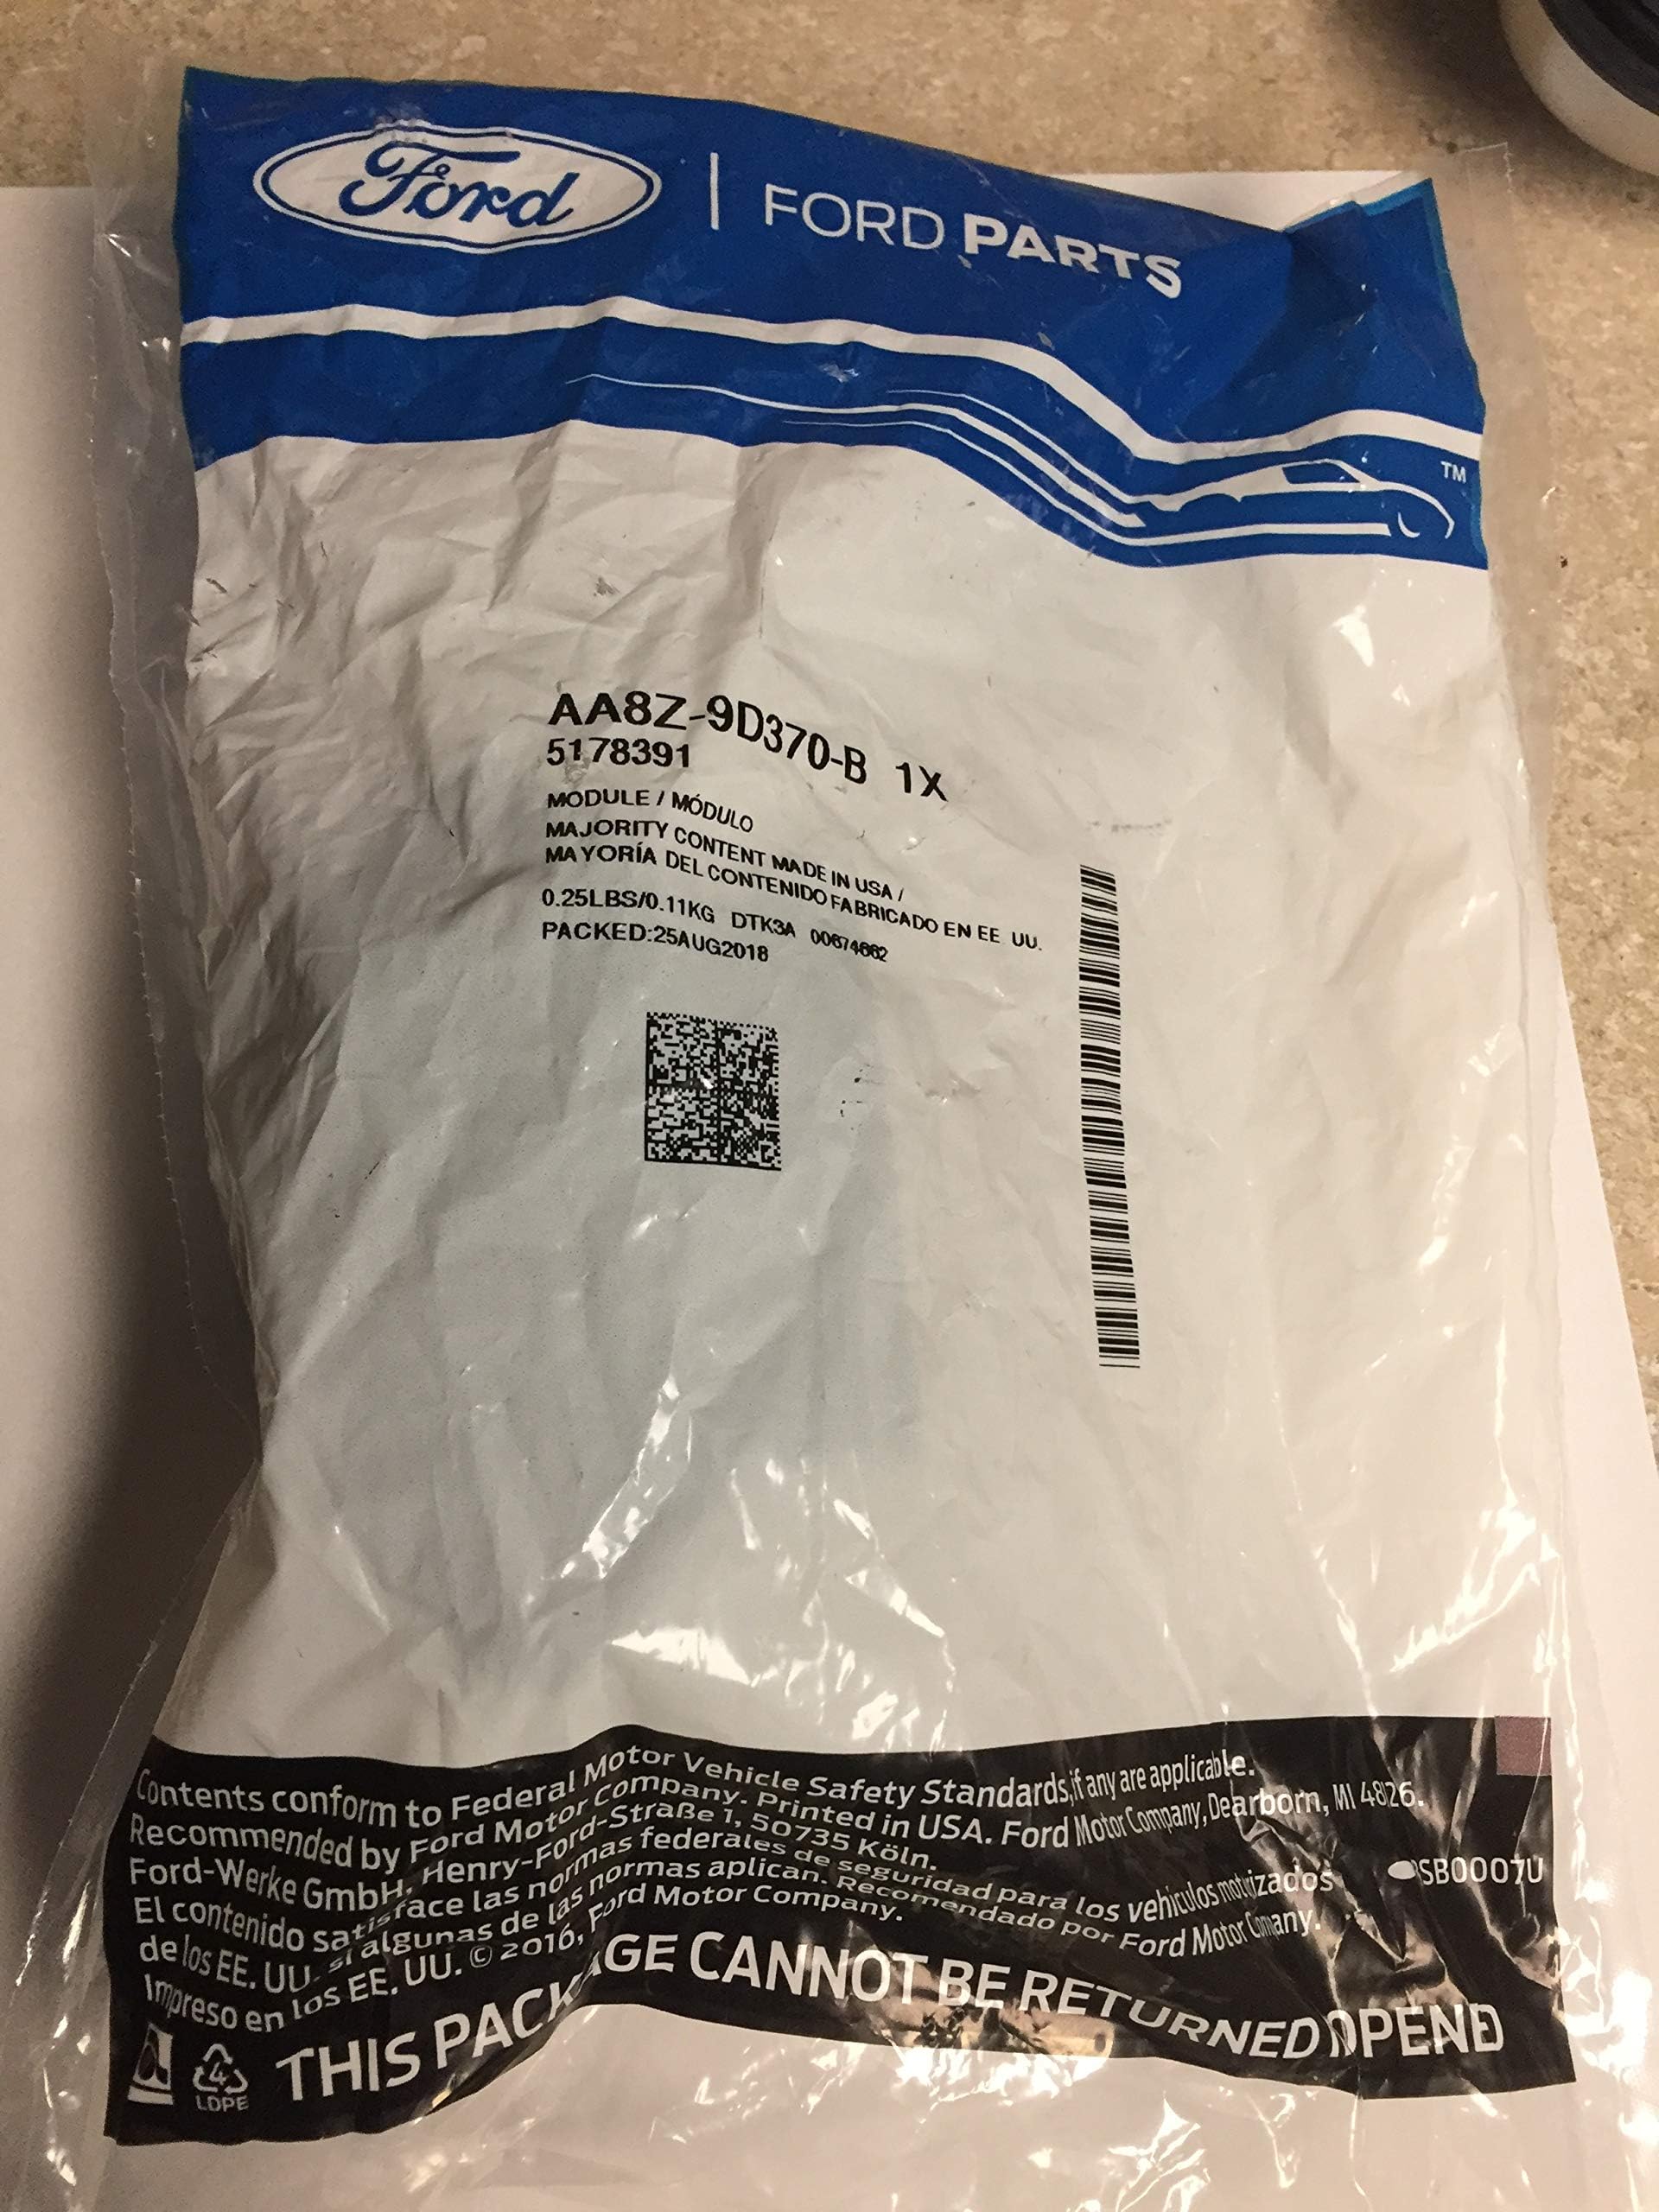 Ford | FORD PARTS
TM
AA8Z-9D370-B 1X
5178391
MODULE / MÓDULO
MAJORITY CONTENT MADE IN USA /
MAYORÍA DEL CONTENIDO FABRICADO EN EE. UU.
0.25LBS/0.11KG DTK3A 00674662
PACKED:25AUG2018
Contents conform to Federal Motor Vehicle Safety Standards, if any are applicable.
Recommended by Ford Motor Company. Printed in USA. Ford Motor Company, Dearborn, MI 48126.
Ford-Werke GmbH, Henry-Ford-Straße 1, 50735 Köln.
El contenido satisface las normas federales de seguridad para los vehículos motorizados
de los EE. UU. si algunas de las normas aplican. Recomendado por Ford Motor Company.
Impreso en los EE. UU. © 2016, Ford Motor Company.
SB0007U
THIS PACKAGE CANNOT BE RETURNED OPENED
4
LDPE